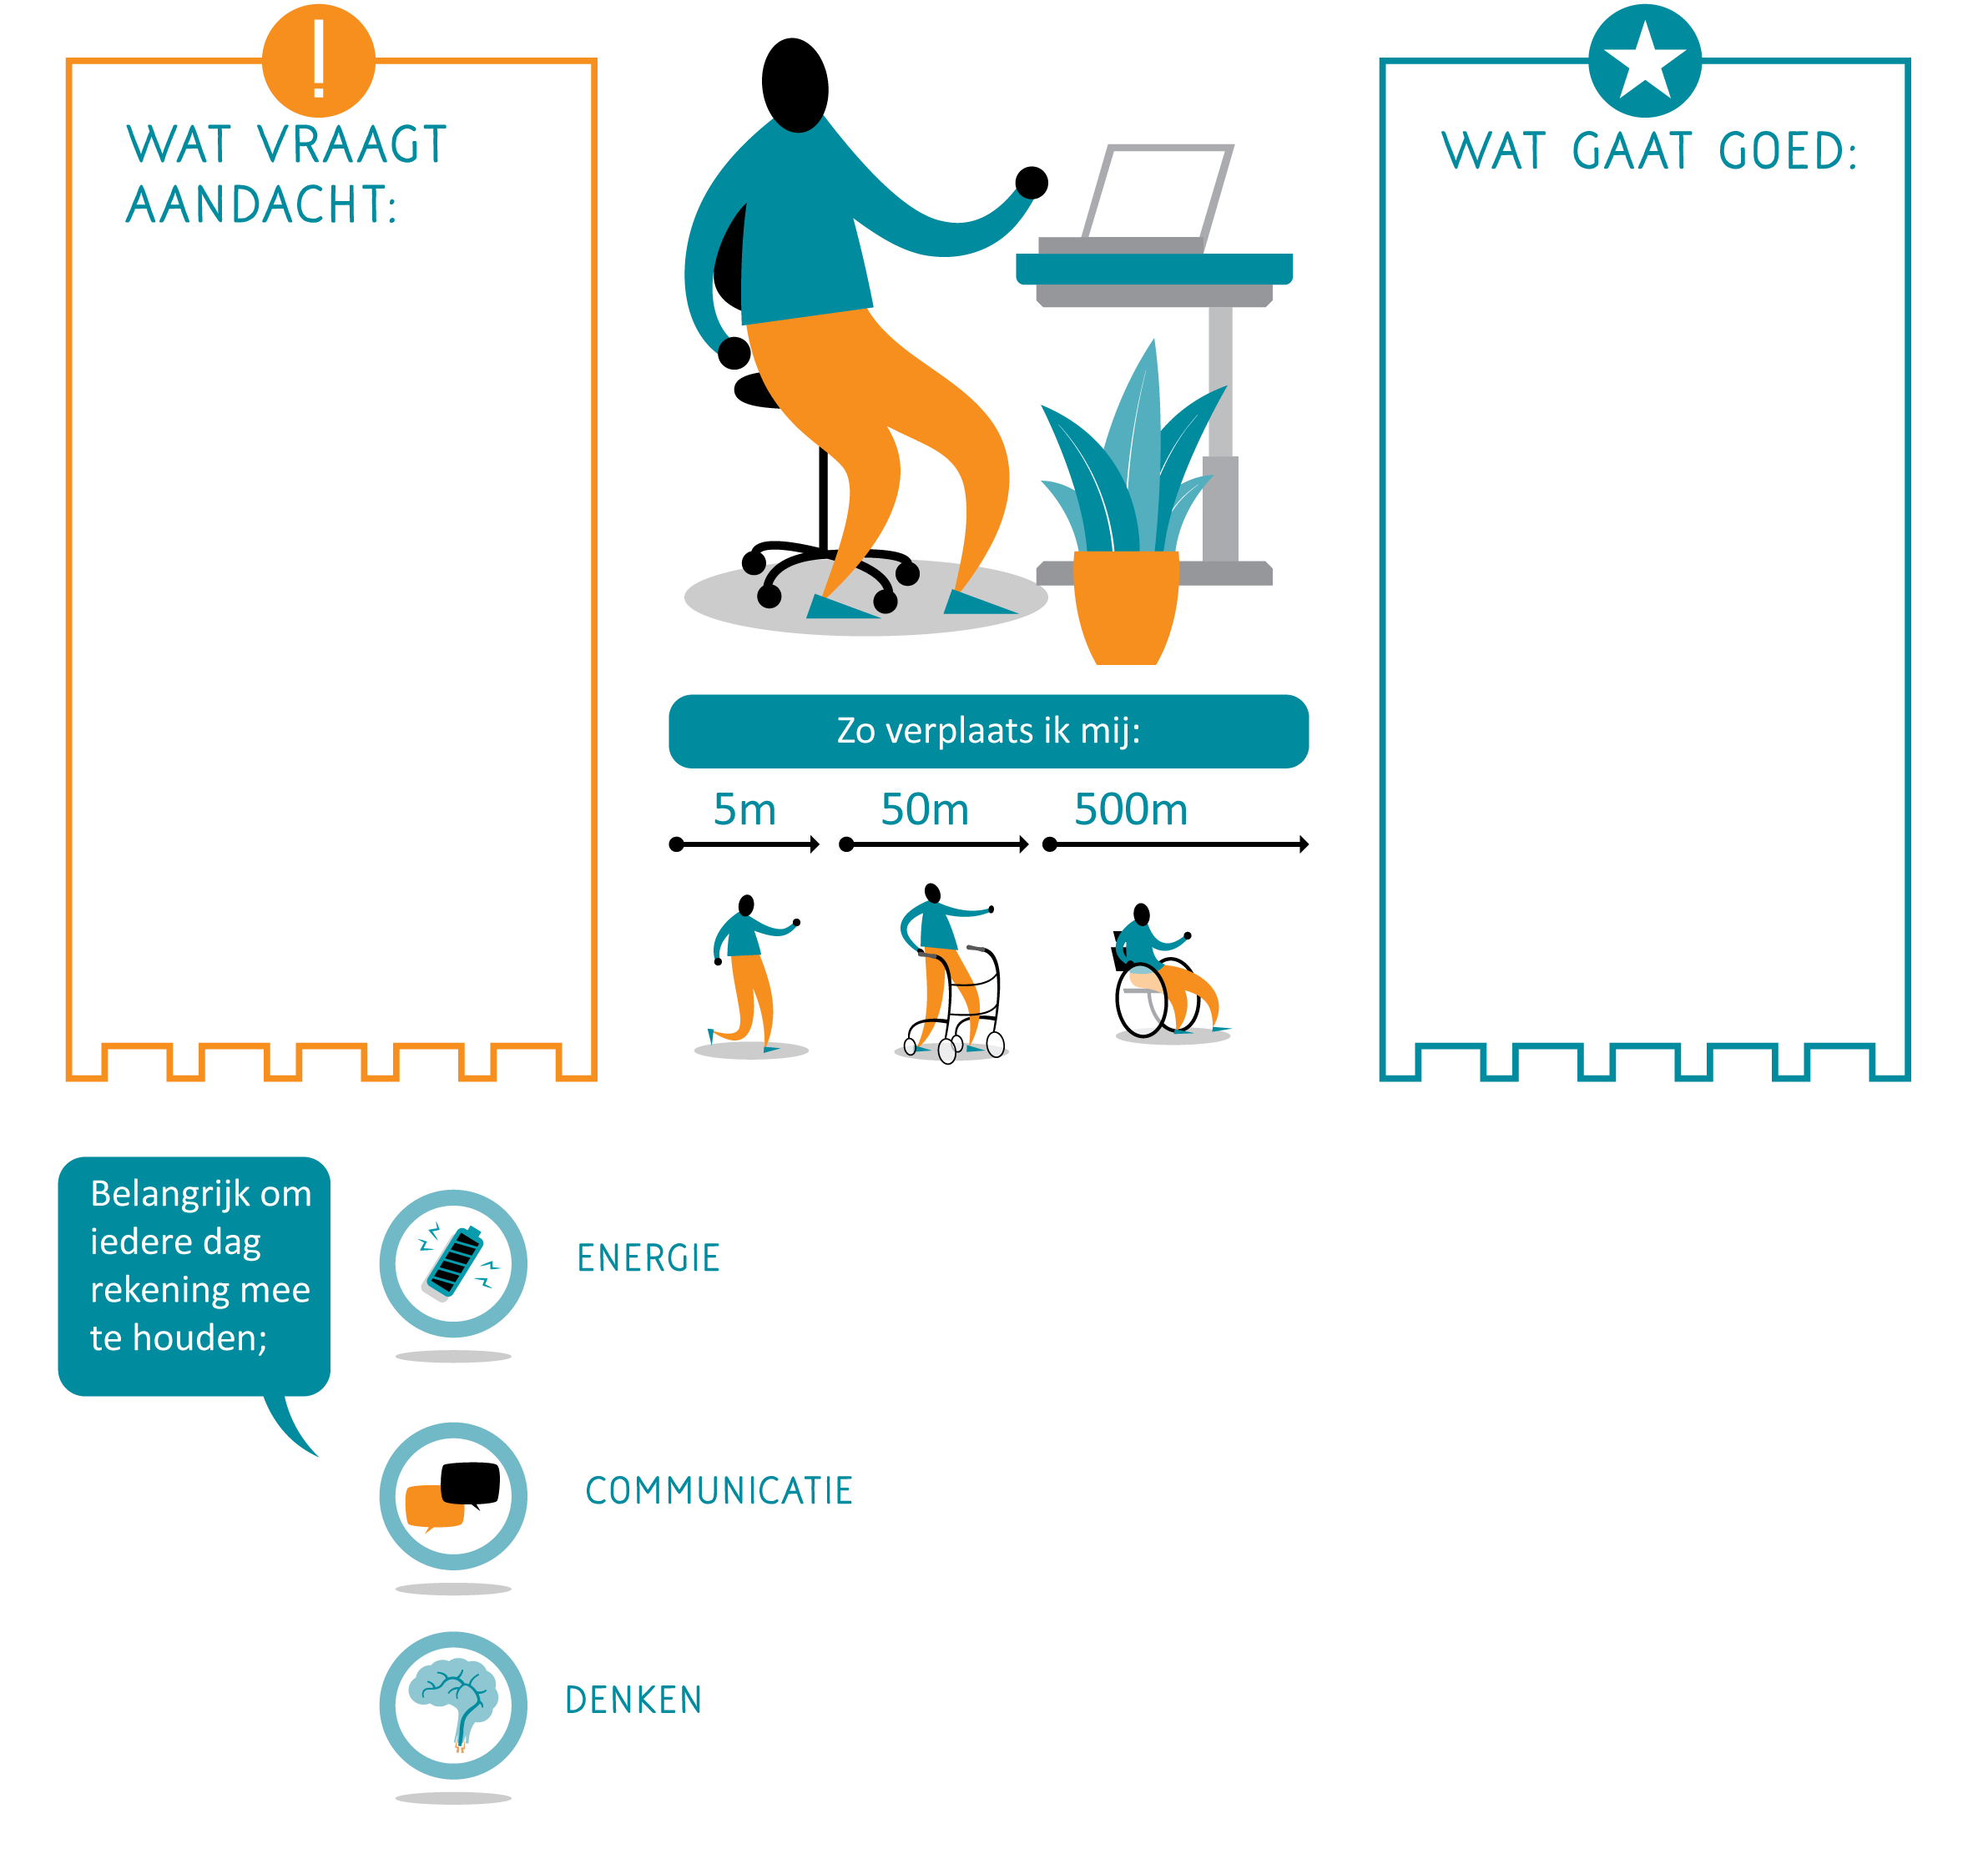 WAT VRAAGT
AANDACHT:
WAT GAAT GOED:
Zo verplaats ik mij:
5m
50m
500m
Belangrijk om
iedere dag
rekening mee
te houden;
ENERGIE
COMMUNICATIE
DENKEN